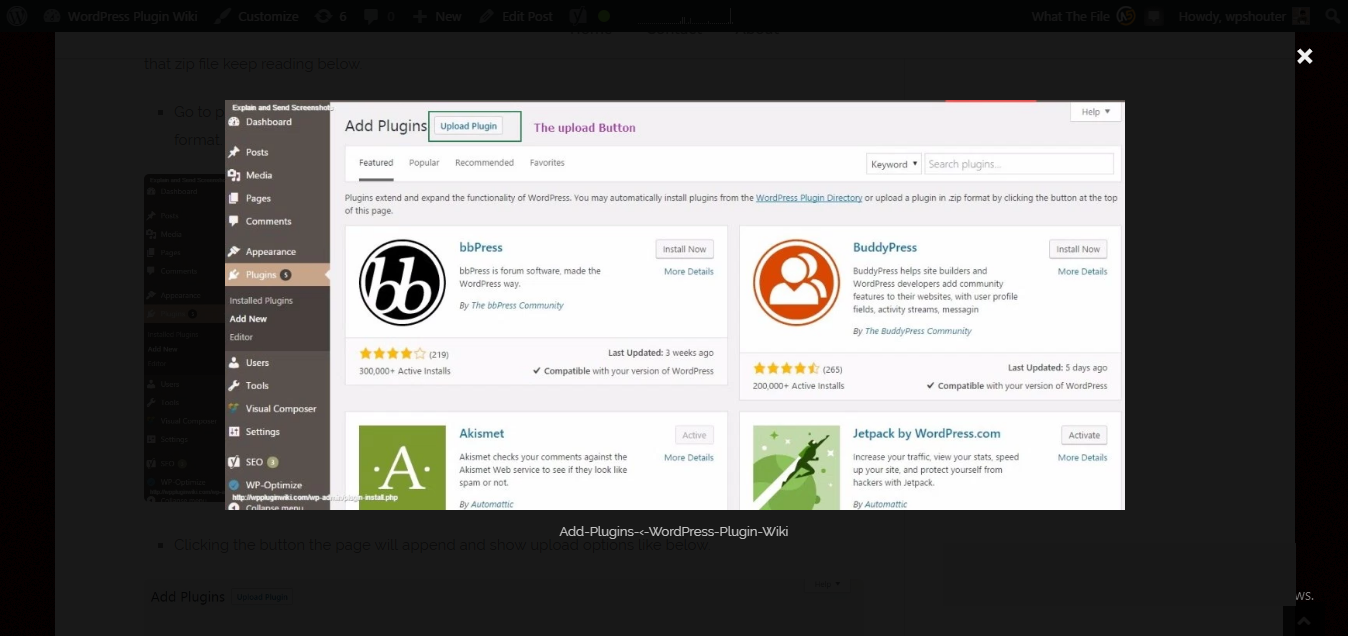 WordPress Plugin Wiki Customize 6 0 New Edit Post What The File Howdy, wpshouter
that zip file keep reading below
Go to p
format
Explain and Send Screenshots
Dashboard
Posts
Media
Pages
Comments
Appearance
Plugins 5
Installed Plugins
Add New
Editor
Users
Tools
Visual Composer
Settings
SEO 3
WP-Optimize
http://wppluginwiki.com/wp-admin/plugin-install.php
Collapse menu
Help
Add Plugins Upload Plugin The upload Button
Featured Popular Recommended Favorites Keyword Search plugins...
Plugins extend and expand the functionality of WordPress. You may automatically install plugins from the WordPress Plugin Directory or upload a plugin in .zip format by clicking the button at the top
of this page.
bbPress
Install Now
More Details
bbPress is forum software, made the
WordPress way.
By The bbPress Community
(219)
300,000+ Active Installs
Last Updated: 3 weeks ago
Compatible with your version of WordPress
BuddyPress
Install Now
More Details
BuddyPress helps site builders and
WordPress developers add community
features to their websites, with user profile
fields, activity streams, messagin
By The BuddyPress Community
(265)
200,000+ Active Installs
Last Updated: 5 days ago
Compatible with your version of WordPress
Akismet
Active
More Details
Akismet checks your comments against the
Akismet Web service to see if they look like
spam or not.
By Automattic
Jetpack by WordPress.com
Activate
More Details
Increase your traffic, view your stats, speed
up your site, and protect yourself from
hackers with Jetpack.
By Automattic
Add-Plugins-‹-WordPress-Plugin-Wiki
Clicking the button the page will append and show upload options like below
Help
Add Plugins Upload Plugin
ws.